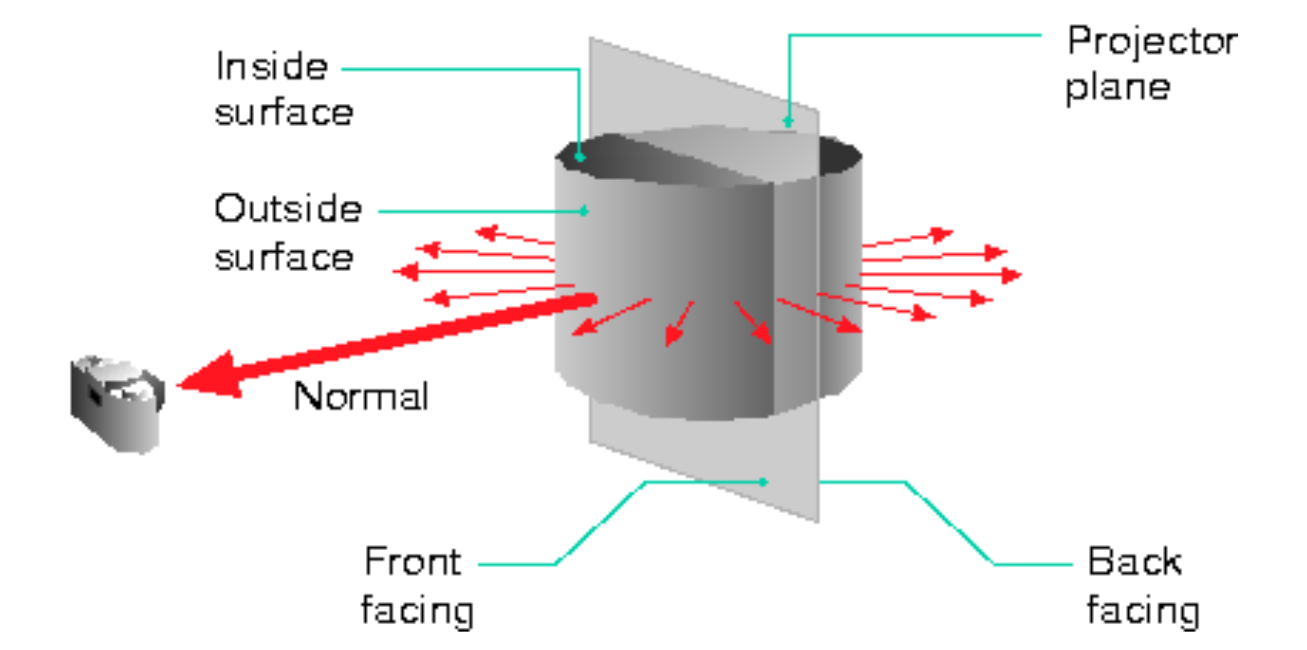 Inside
surface
Projector
plane
Outside
surface
Normal
Front
facing
Back
facing